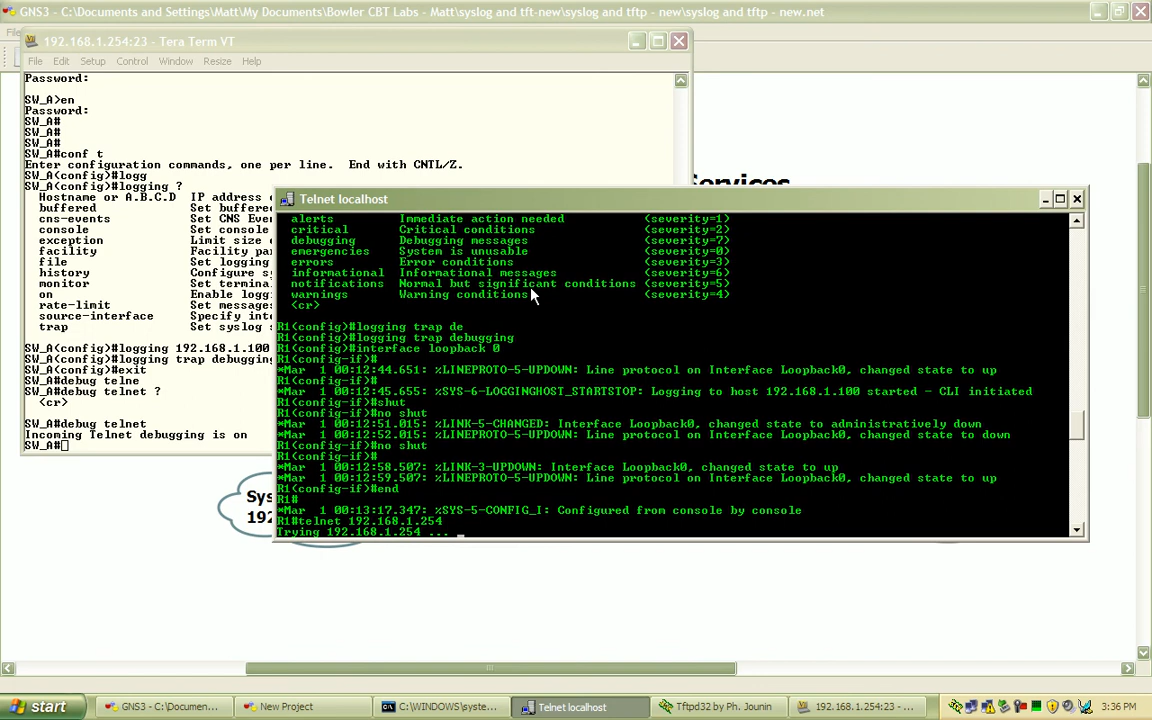 GNS3 - C:\Documents and Settings\Matt\My Documents\Bowler CBT Labs - Matt\syslog and tft-new\syslog and tftp - new\syslog and tftp - new.net
192.168.1.254:23 - Tera Term VT
File Edit Setup Control Window Resize Help
Password:
SW_A>en
Password:
SW_A#
SW_A#
SW_A#
SW_A#conf t
Enter configuration commands, one per line.  End with CNTL/Z.
SW_A(config)#logg
SW_A(config)#logging ?
Hostname or A.B.C.D IP address
buffered Set buffere
cns-events Set CNS Eve
console Set console
exception Limit size
facility Facility pa
file Set logging
history Configure s
monitor Set termina
on Enable logg
rate-limit Set messages
source-interface Specify int
trap Set syslog
SW_A(config)#logging 192.168.1.100
SW_A(config)#logging trap debugging
SW_A(config)#exit
SW_A#debug telne
SW_A#debug telnet ?
<cr>
SW_A#debug telnet
Incoming Telnet debugging is on
SW_A#
Services
Sys
192
Telnet localhost
alerts Immediate action needed (severity=1)
critical Critical conditions (severity=2)
debugging Debugging messages (severity=7)
emergencies System is unusable (severity=0)
errors Error conditions (severity=3)
informational Informational messages (severity=6)
notifications Normal but significant conditions (severity=5)
warnings Warning conditions (severity=4)
<cr>
R1(config)#logging trap de
R1(config)#logging trap debugging
R1(config)#interface loopback 0
R1(config-if)#
*Mar  1 00:12:44.651: %LINEPROTO-5-UPDOWN: Line protocol on Interface Loopback0, changed state to up
R1(config-if)#
*Mar  1 00:12:45.655: %SYS-6-LOGGINGHOST_STARTSTOP: Logging to host 192.168.1.100 started - CLI initiated
R1(config-if)#shut
R1(config-if)#no shut
*Mar  1 00:12:51.015: %LINK-5-CHANGED: Interface Loopback0, changed state to administratively down
*Mar  1 00:12:52.015: %LINEPROTO-5-UPDOWN: Line protocol on Interface Loopback0, changed state to down
R1(config-if)#no shut
R1(config-if)#
*Mar  1 00:12:58.507: %LINK-3-UPDOWN: Interface Loopback0, changed state to up
*Mar  1 00:12:59.507: %LINEPROTO-5-UPDOWN: Line protocol on Interface Loopback0, changed state to up
R1(config-if)#end
R1#
*Mar  1 00:13:17.347: %SYS-5-CONFIG_I: Configured from console by console
R1#telnet 192.168.1.254
Trying 192.168.1.254 ...
start GNS3 - C:\Documen... New Project C:\WINDOWS\syste... Telnet localhost Tftpd32 by Ph. Jounin 192.168.1.254:23 - ... 3:36 PM